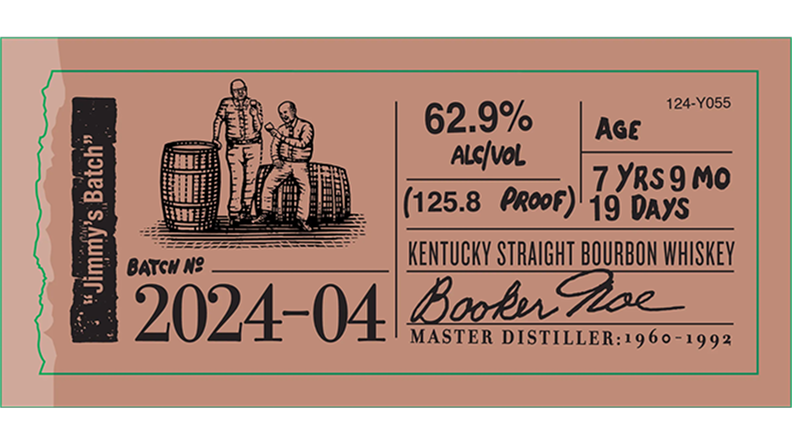 "Jimmy's Batch"
BATCH Nº
2024-04
62.9%
ALC/VOL
(125.8 PROOF)
124-Y055
AGE
7 YRS 9 MO
19 DAYS
KENTUCKY STRAIGHT BOURBON WHISKEY
Booker Noe
MASTER DISTILLER:1960-1992